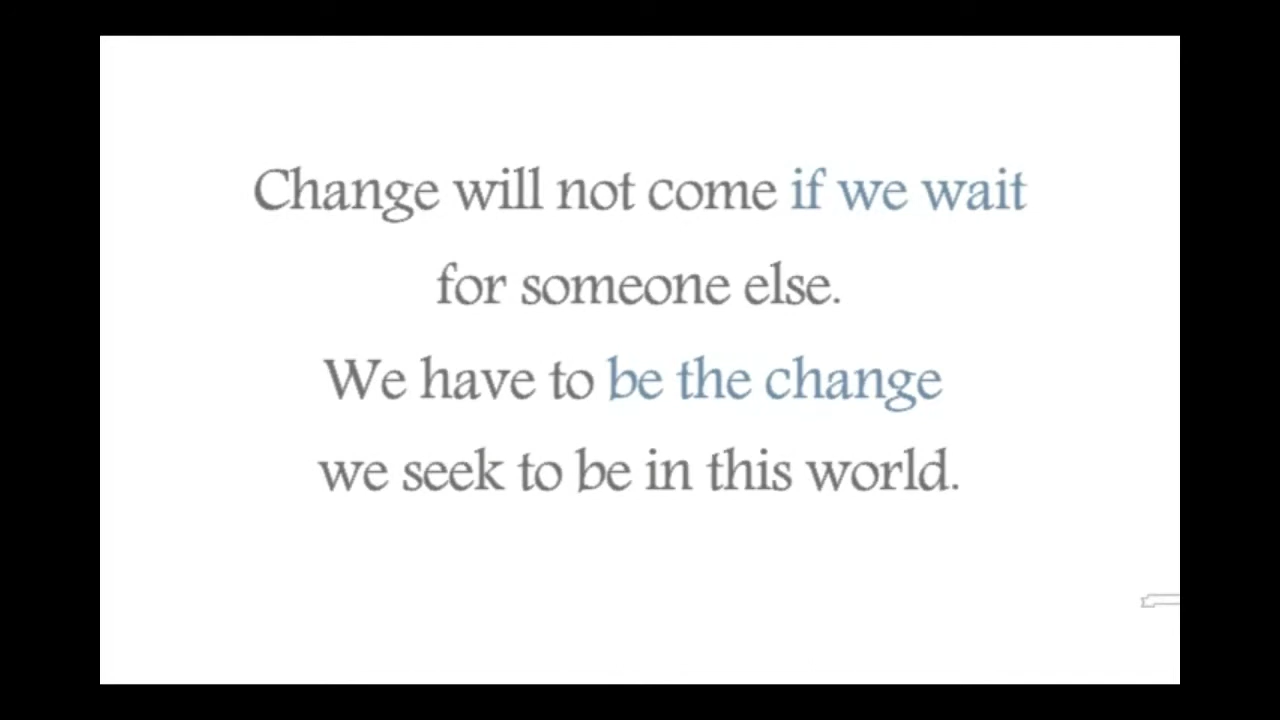 Change will not come if we wait
for someone else.
We have to be the change
we seek to be in this world.